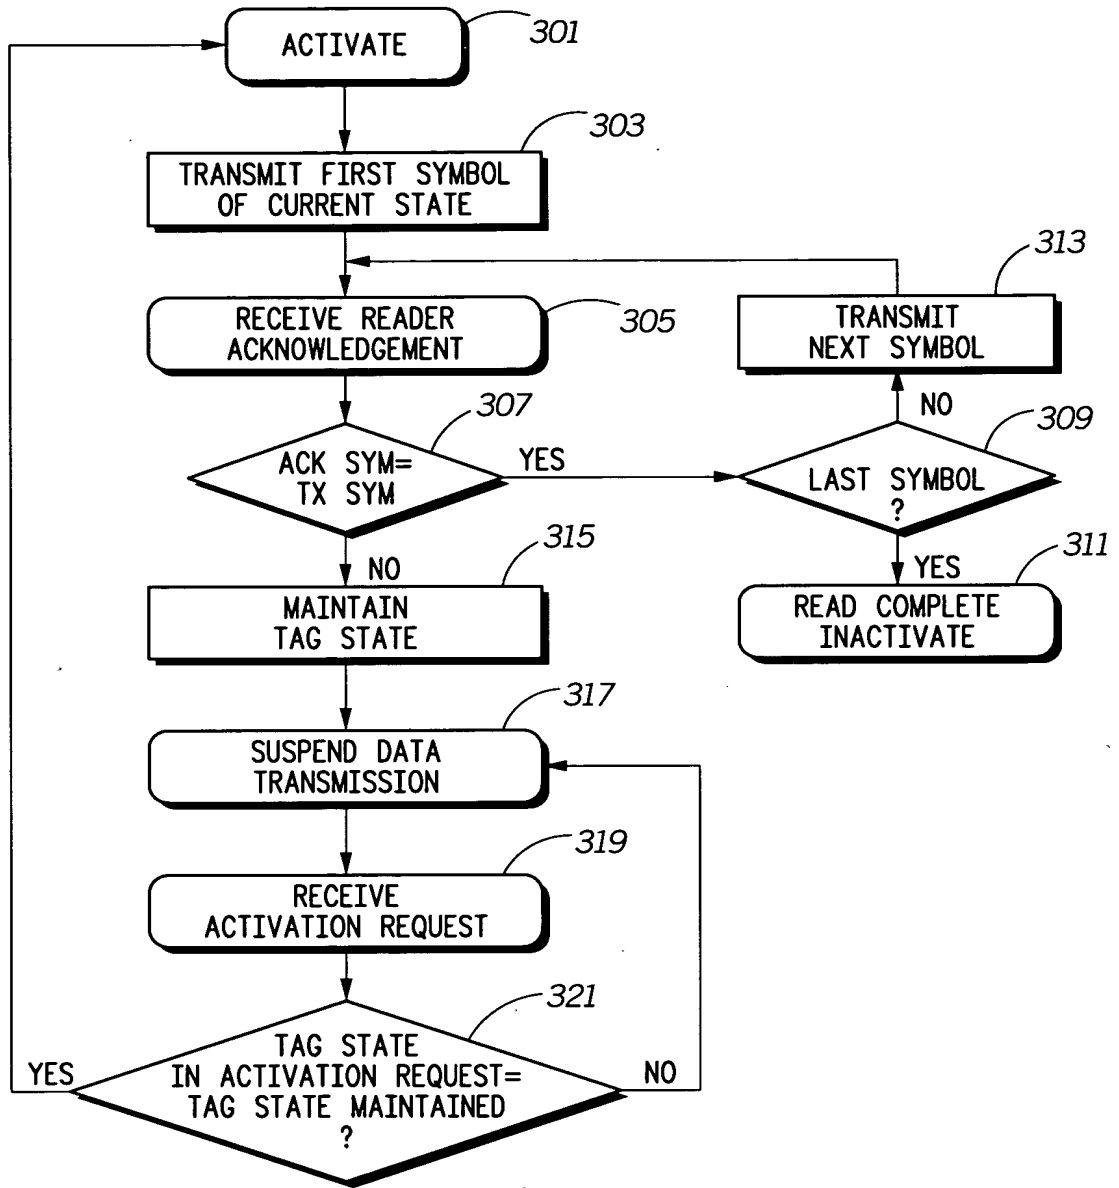 ACTIVATE
301
303
TRANSMIT FIRST SYMBOL
OF CURRENT STATE
313
RECEIVE READER
ACKNOWLEDGEMENT
305
TRANSMIT
NEXT SYMBOL
307
NO
309
ACK SYM=
TX SYM
YES
LAST SYMBOL
?
315
NO
311
YES
MAINTAIN
TAG STATE
READ COMPLETE
INACTIVATE
317
SUSPEND DATA
TRANSMISSION
319
RECEIVE
ACTIVATION REQUEST
321
TAG STATE
IN ACTIVATION REQUEST=
TAG STATE MAINTAINED
?
YES
NO